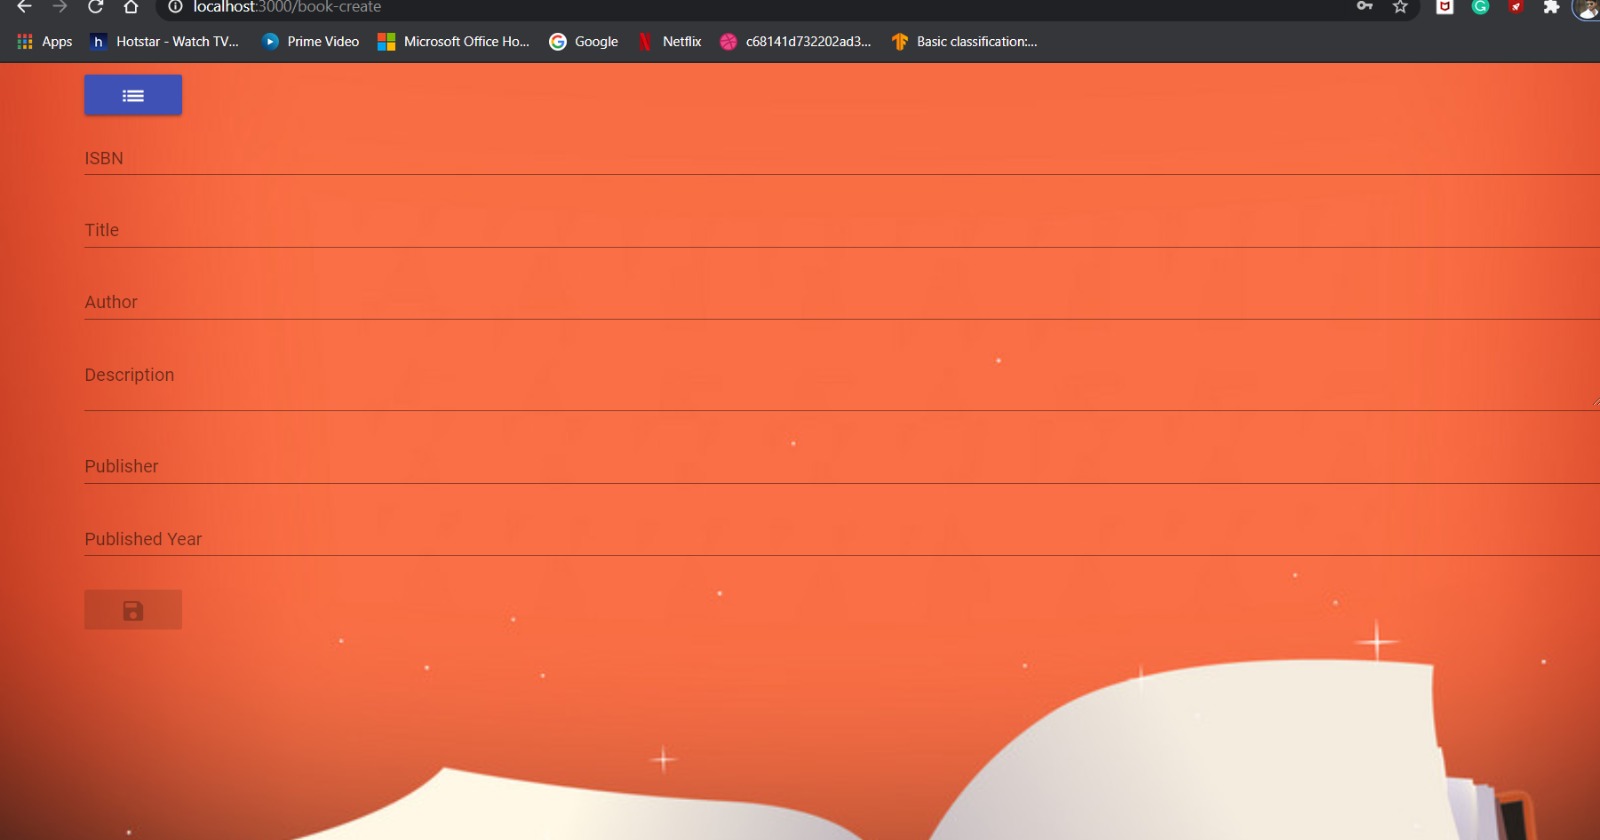 localhost:3000/book-create
Apps Hotstar - Watch TV... Prime Video Microsoft Office Ho... Google Netflix c68141d732202ad3... Basic classification:...
ISBN
Title
Author
Description
Publisher
Published Year